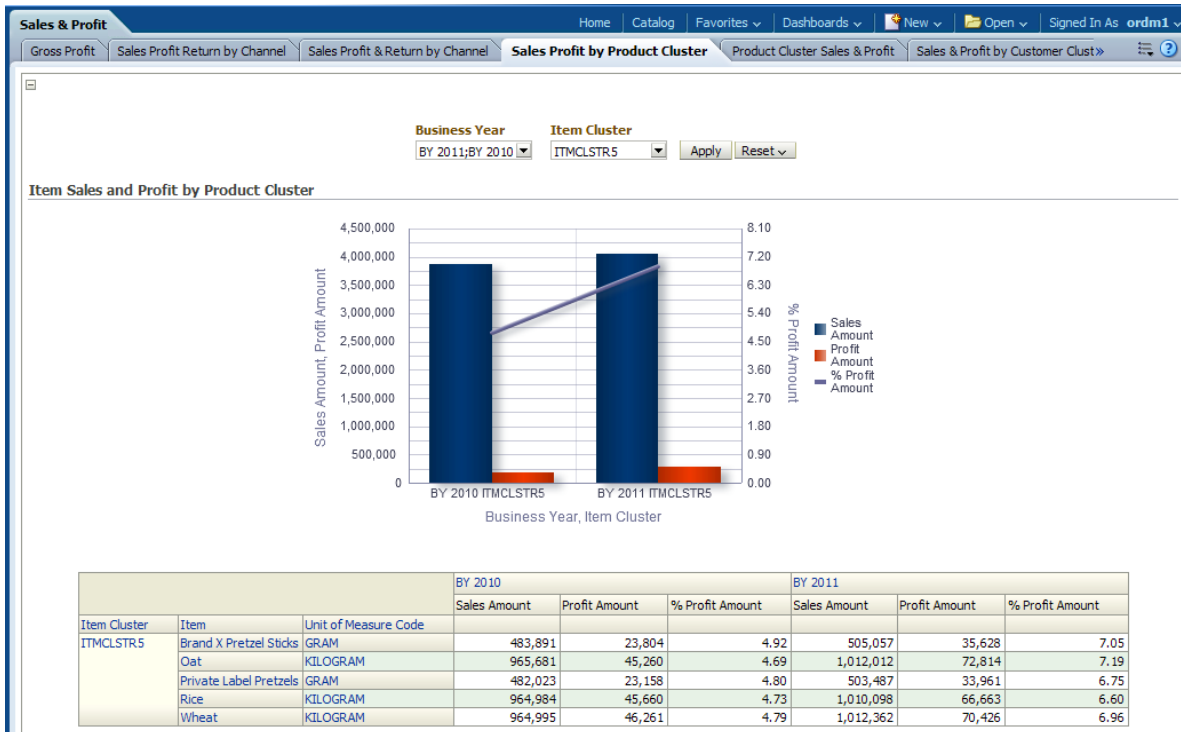 Sales & Profit
Home Catalog Favorites Dashboards New Open Signed In As ordm1
Gross Profit Sales Profit Return by Channel Sales Profit & Return by Channel Sales Profit by Product Cluster Product Cluster Sales & Profit Sales & Profit by Customer Clust»
Business Year Item Cluster
BY 2011;BY 2010 ITMCLSTR5 Apply Reset
Item Sales and Profit by Product Cluster
4,500,000 8.10
4,000,000 7.20
3,500,000 6.30
3,000,000 5.40
2,500,000 4.50
2,000,000 3.60
1,500,000 2.70
1,000,000 1.80
500,000 0.90
0 0.00
Sales Amount, Profit Amount
% Profit Amount
Sales
Amount
Profit
Amount
% Profit
Amount
BY 2010 ITMCLSTR5 BY 2011 ITMCLSTR5
Business Year, Item Cluster
BY 2010 BY 2011
Sales Amount Profit Amount % Profit Amount Sales Amount Profit Amount % Profit Amount
Item Cluster Item Unit of Measure Code
ITMCLSTR5 Brand X Pretzel Sticks GRAM 483,891 23,804 4.92 505,057 35,628 7.05
Oat KILOGRAM 965,681 45,260 4.69 1,012,012 72,814 7.19
Private Label Pretzels GRAM 482,023 23,158 4.80 503,487 33,961 6.75
Rice KILOGRAM 964,984 45,660 4.73 1,010,098 66,663 6.60
Wheat KILOGRAM 964,995 46,261 4.79 1,012,362 70,426 6.96